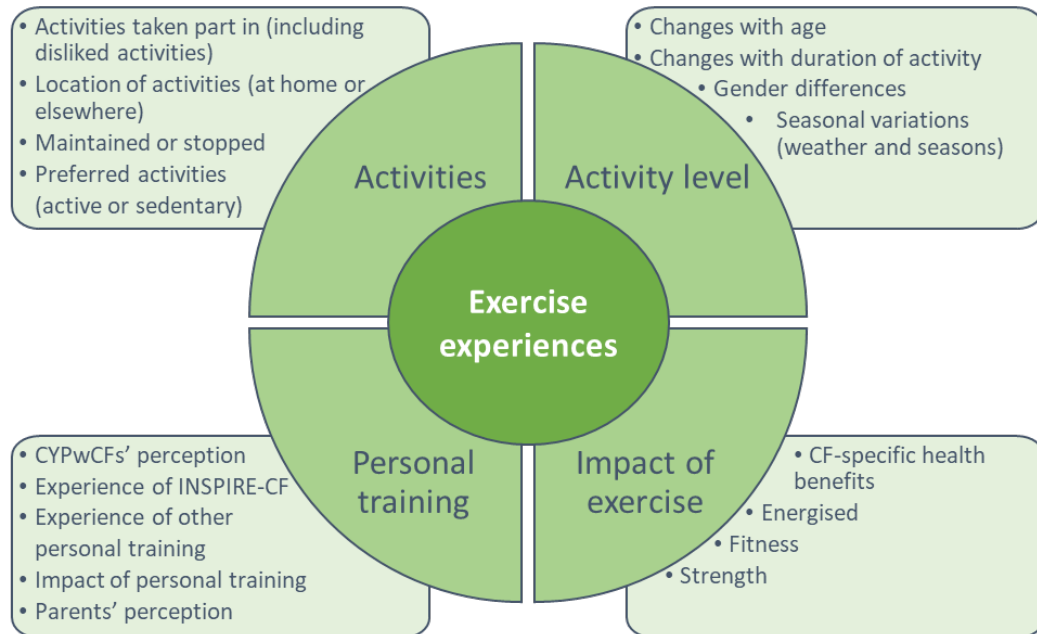 • Activities taken part in (including
disliked activities)
• Location of activities (at home or
elsewhere)
• Maintained or stopped
• Preferred activities
(active or sedentary)
Activities
• Changes with age
• Changes with duration of activity
• Gender differences
• Seasonal variations
(weather and seasons)
Activity level
Exercise
experiences
• CYPwCFs’ perception
• Experience of INSPIRE-CF
• Experience of other
personal training
• Impact of personal training
• Parents’ perception
Personal
training
Impact of
exercise
• CF-specific health
benefits
• Energised
• Fitness
• Strength